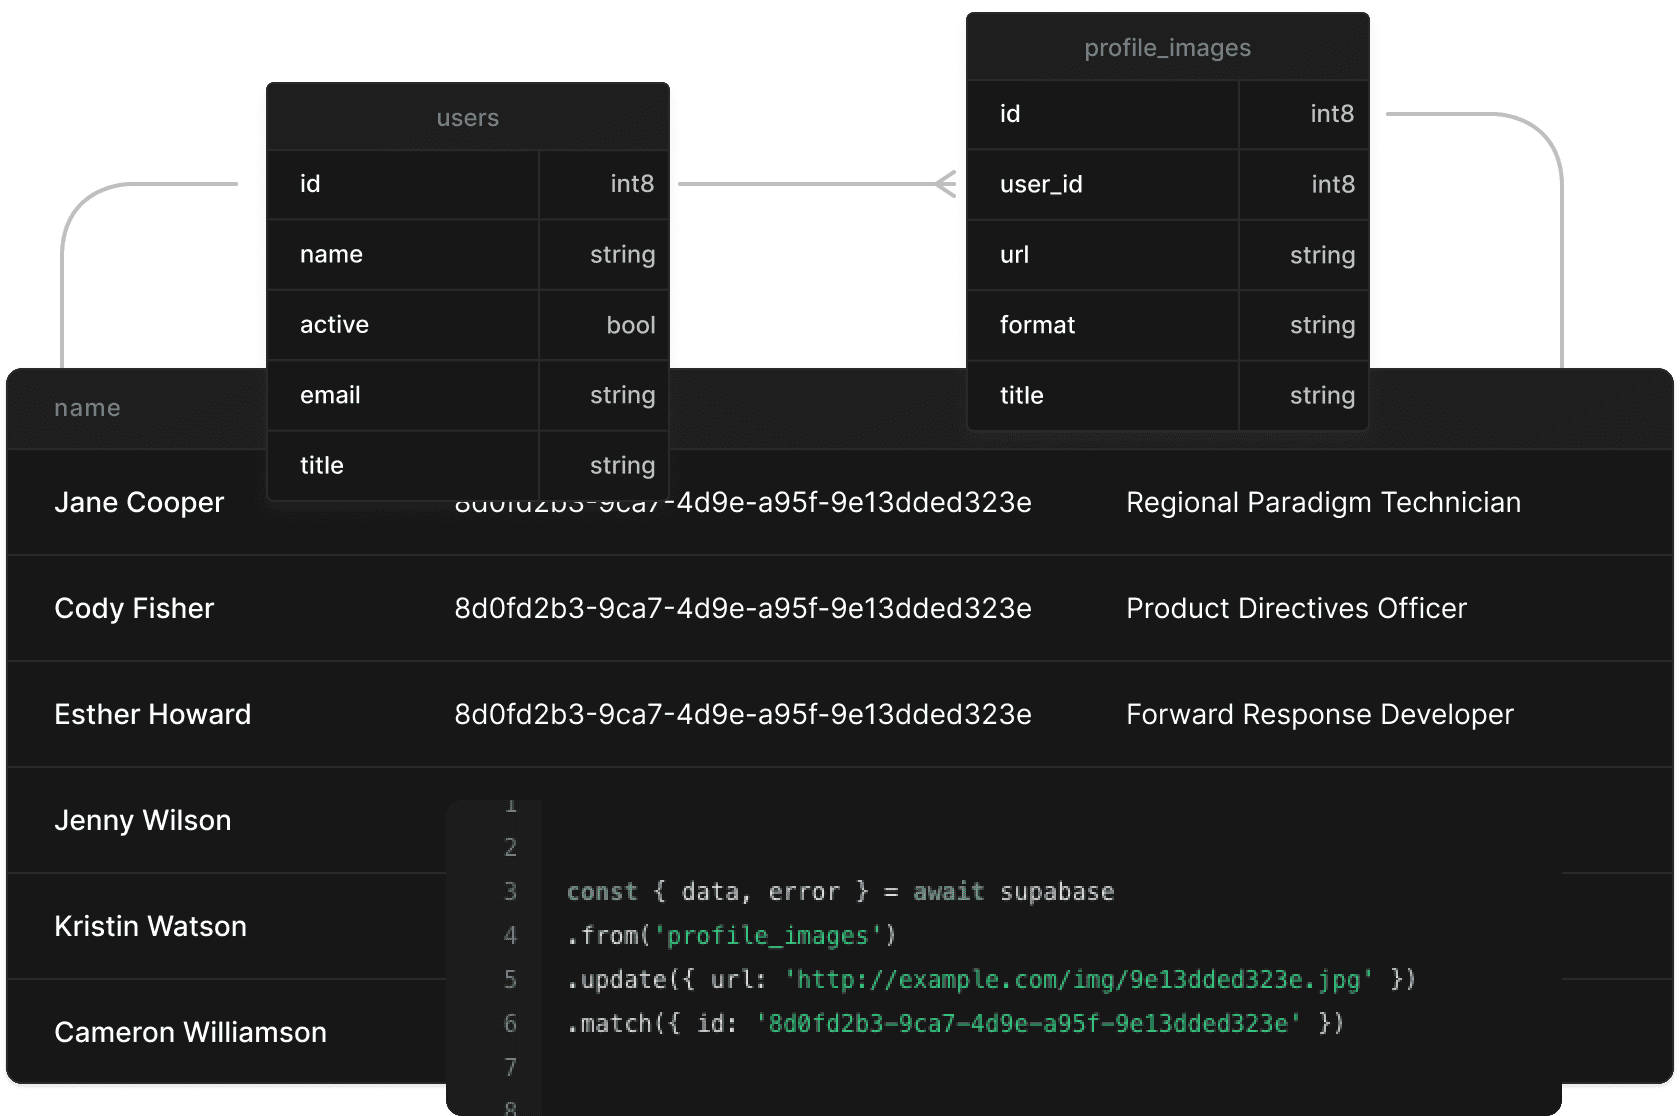 users
id int8
name string
active bool
email string
title string
profile_images
id int8
user_id int8
url string
format string
title string
name
Jane Cooper 8d0fd2b3-9ca7-4d9e-a95f-9e13dded323e Regional Paradigm Technician
Cody Fisher 8d0fd2b3-9ca7-4d9e-a95f-9e13dded323e Product Directives Officer
Esther Howard 8d0fd2b3-9ca7-4d9e-a95f-9e13dded323e Forward Response Developer
Jenny Wilson
Kristin Watson
Cameron Williamson
1
2
3 const { data, error } = await supabase
4 .from('profile_images')
5 .update({ url: 'http://example.com/img/9e13dded323e.jpg' })
6 .match({ id: '8d0fd2b3-9ca7-4d9e-a95f-9e13dded323e' })
7
8